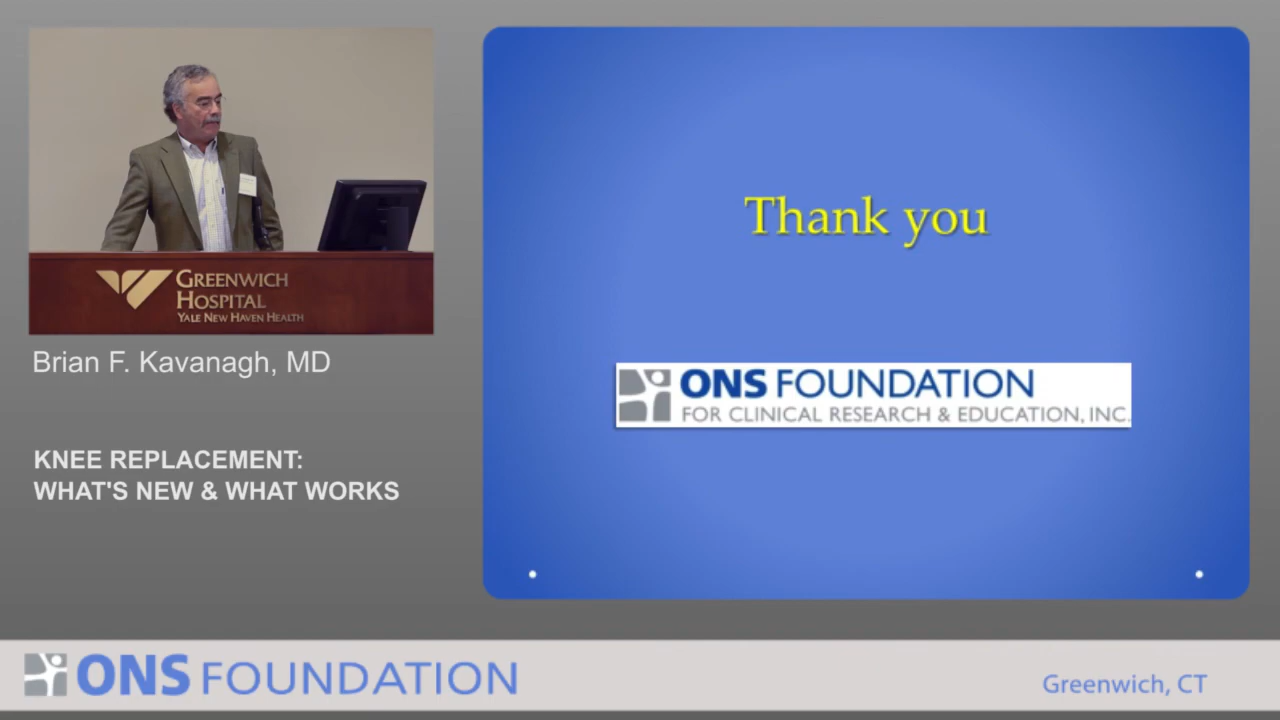 GREENWICH
HOSPITAL
YALE NEW HAVEN HEALTH
Brian F. Kavanagh, MD
KNEE REPLACEMENT:
WHAT'S NEW & WHAT WORKS
Thank you
ONS FOUNDATION
FOR CLINICAL RESEARCH & EDUCATION, INC.
ONS FOUNDATION
Greenwich, CT